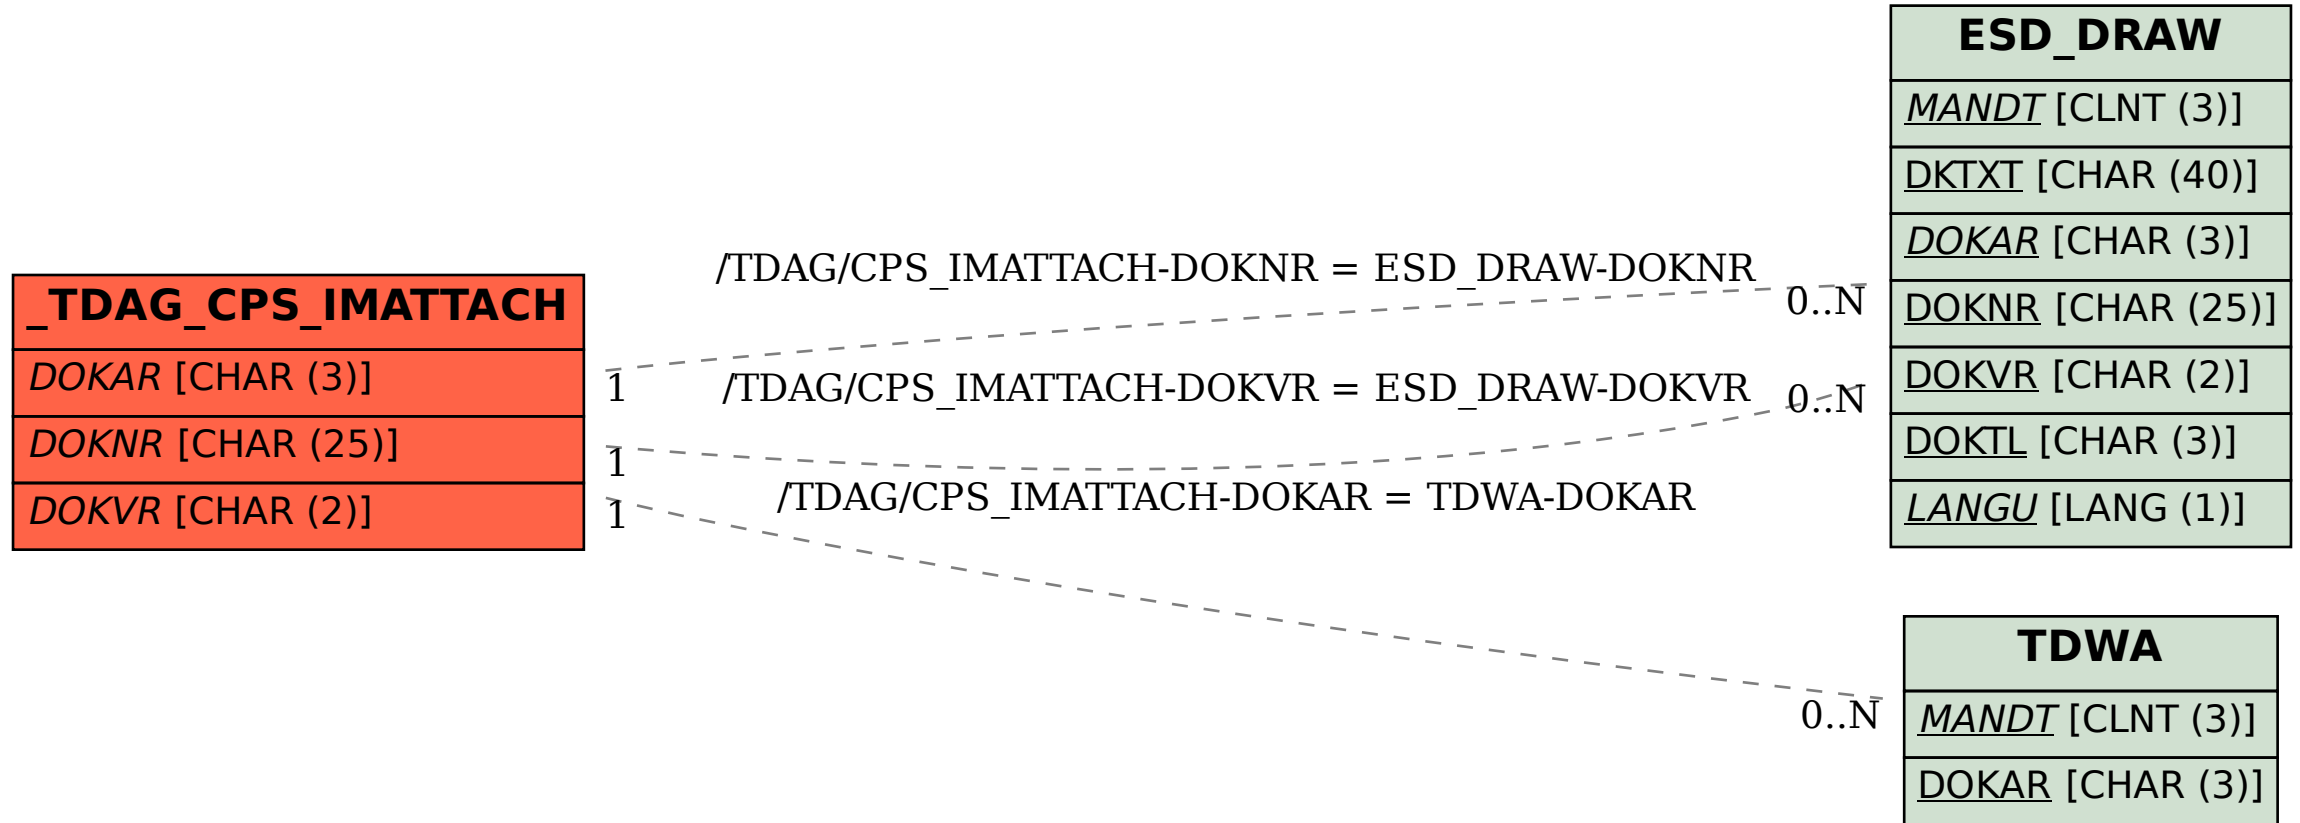 _TDAG_CPS_IMATTACH
DOKAR [CHAR (3)]
DOKNR [CHAR (25)]
DOKVR [CHAR (2)]
/TDAG/CPS_IMATTACH-DOKNR = ESD_DRAW-DOKNR
0..N
1
/TDAG/CPS_IMATTACH-DOKVR = ESD_DRAW-DOKVR
0..N
1
/TDAG/CPS_IMATTACH-DOKAR = TDWA-DOKAR
1
0..N
ESD_DRAW
MANDT [CLNT (3)]
DKTXT [CHAR (40)]
DOKAR [CHAR (3)]
DOKNR [CHAR (25)]
DOKVR [CHAR (2)]
DOKTL [CHAR (3)]
LANGU [LANG (1)]
TDWA
MANDT [CLNT (3)]
DOKAR [CHAR (3)]